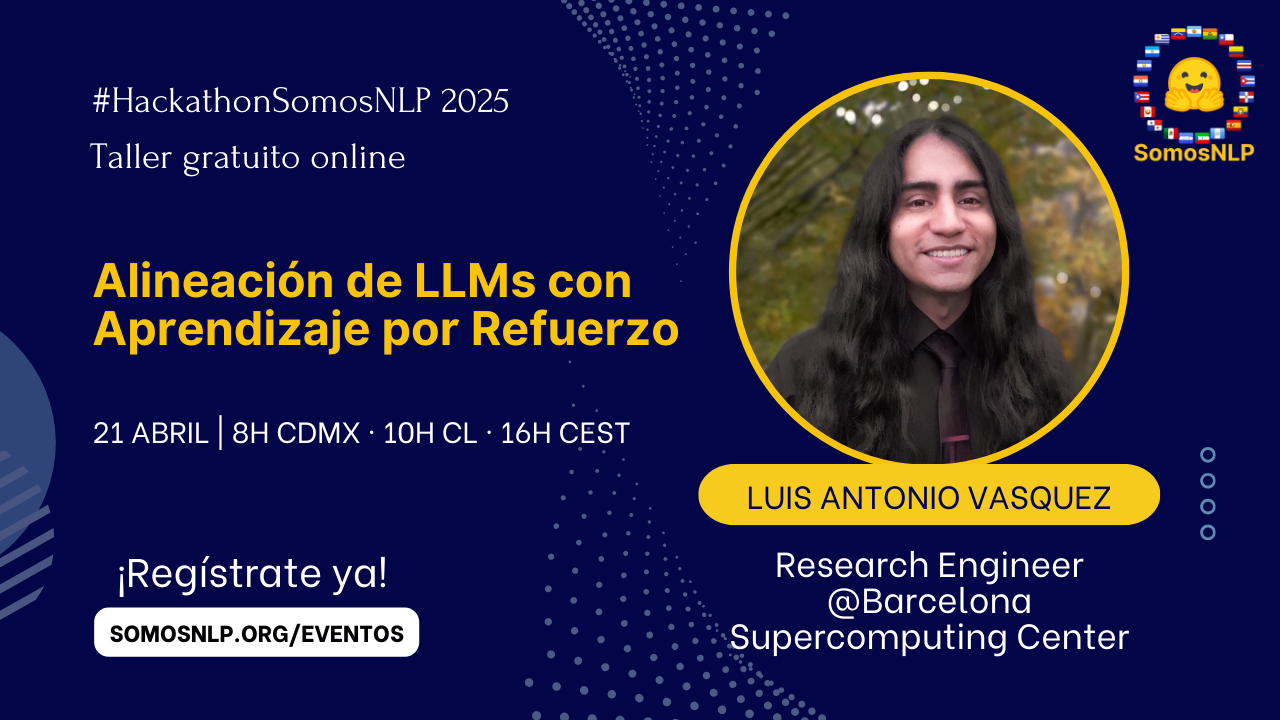 #HackathonSomosNLP 2025
Taller gratuito online
Alineación de LLMs con
Aprendizaje por Refuerzo
21 ABRIL | 8H CDMX · 10H CL · 16H CEST
¡Regístrate ya!
SOMOSNLP.ORG/EVENTOS
SomosNLP
LUIS ANTONIO VASQUEZ
Research Engineer
@Barcelona
Supercomputing Center